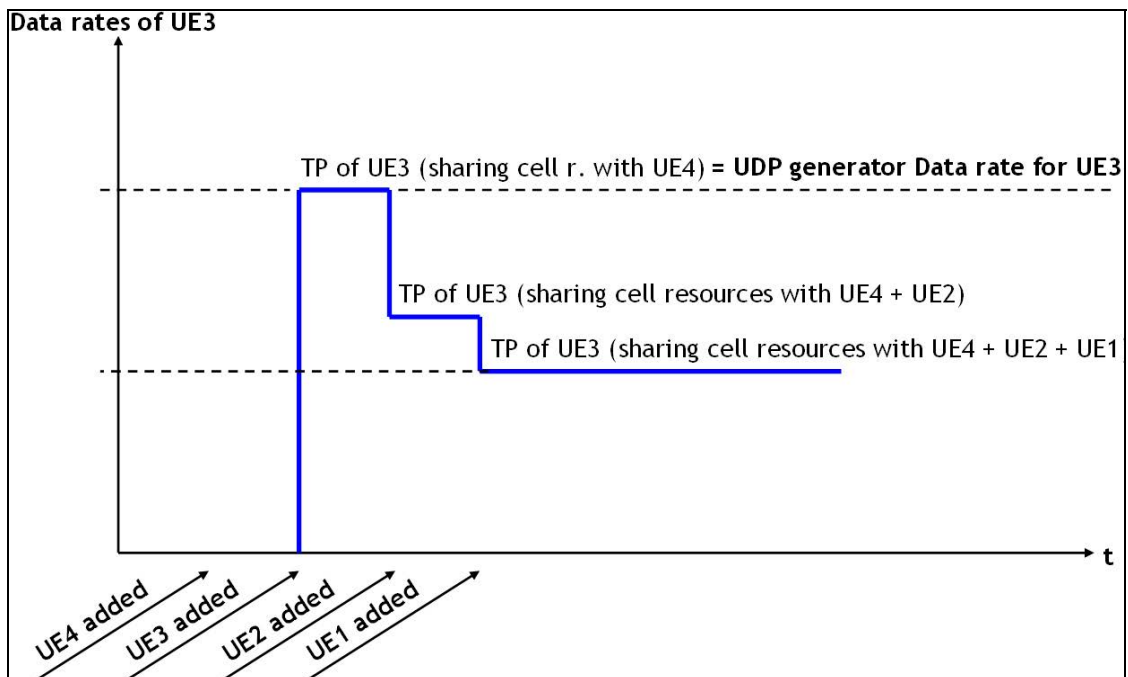 Data rates of UE3
TP of UE3 (sharing cell r. with UE4) = UDP generator Data rate for UE3
TP of UE3 (sharing cell resources with UE4 + UE2)
TP of UE3 (sharing cell resources with UE4 + UE2 + UE1
t
UE4 added
UE3 added
UE2 added
UE1 added